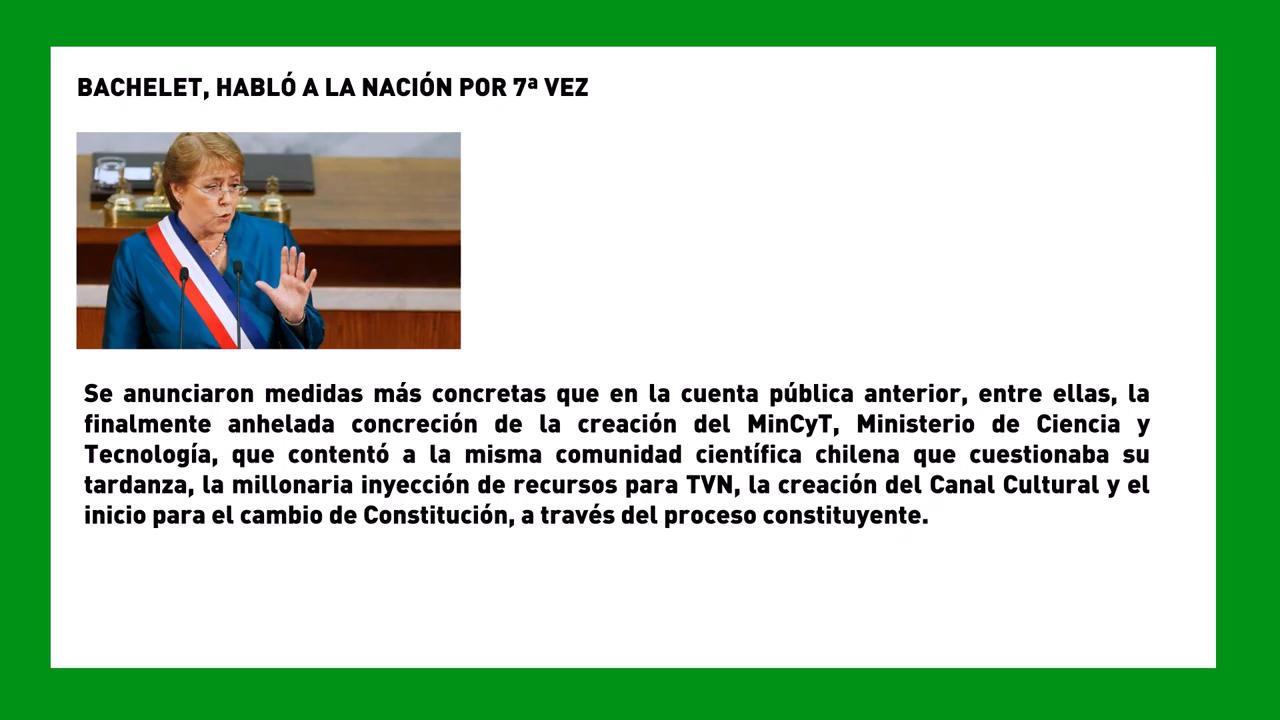 BACHELET, HABLÓ A LA NACIÓN POR 7ª VEZ
Se anunciaron medidas más concretas que en la cuenta pública anterior, entre ellas, la
finalmente anhelada concreción de la creación del MinCyT, Ministerio de Ciencia y
Tecnología, que contentó a la misma comunidad científica chilena que cuestionaba su
tardanza, la millonaria inyección de recursos para TVN, la creación del Canal Cultural y el
inicio para el cambio de Constitución, a través del proceso constituyente.